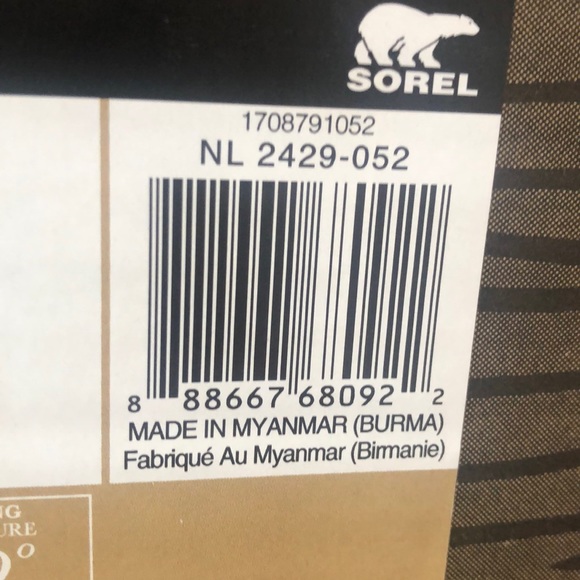 SOREL
1708791052
NL 2429-052
8 88667 68092 2
MADE IN MYANMAR (BURMA)
Fabriqué Au Myanmar (Birmanie)